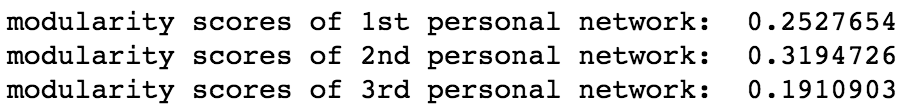 modularity scores of 1st personal network:  0.2527654
modularity scores of 2nd personal network:  0.3194726
modularity scores of 3rd personal network:  0.1910903